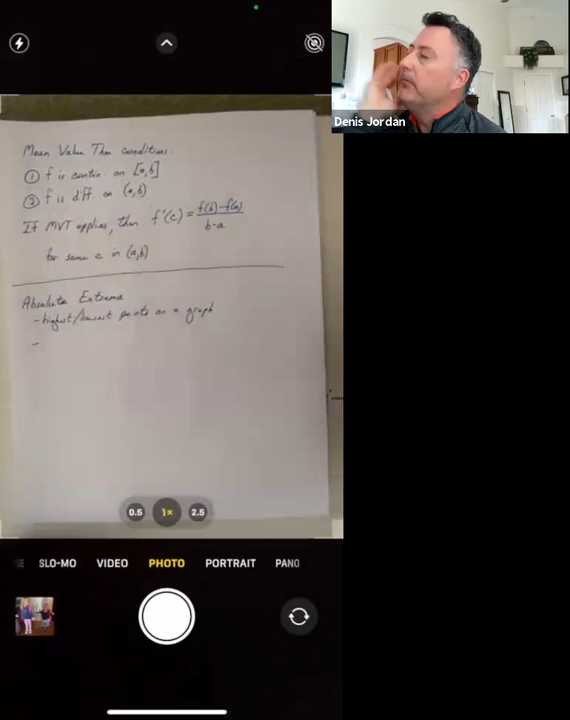 Denis Jordan
Mean Value Thm conditions:
① f is contin. on [a,b]
② f is diff. on (a,b)
If MVT applies, then f'(c) = f(b)-f(a)
b-a
for some c in (a,b)
Absolute Extrema
-highest/lowest points on a graph
-
0.5 1× 2.5
SLO-MO VIDEO PHOTO PORTRAIT PANO